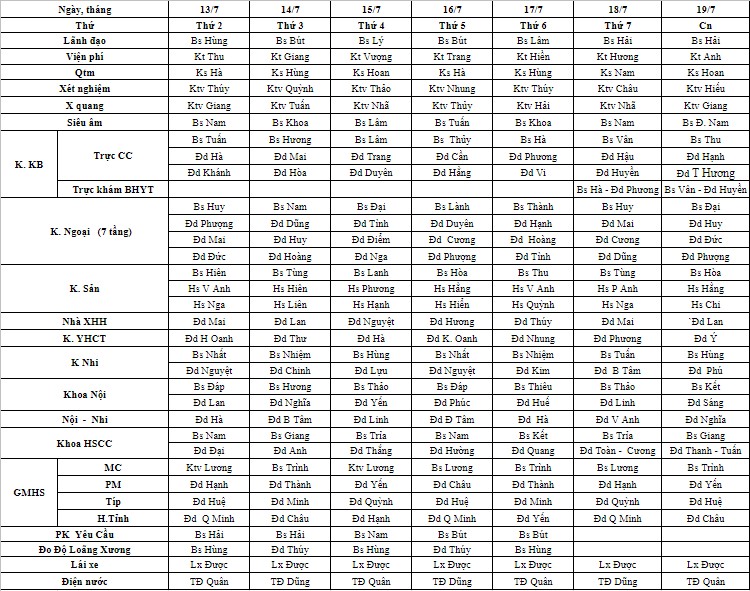 Ngày, tháng 13/7 14/7 15/7 16/7 17/7 18/7 19/7
Thứ Thứ 2 Thứ 3 Thứ 4 Thứ 5 Thứ 6 Thứ 7 Cn
Lãnh đạo Bs Hùng Bs Bút Bs Lý Bs Bút Bs Lâm Bs Hải Bs Hải
Viện phí Kt Thu Kt Giang Kt Vượng Kt Trang Kt Hiền Kt Hương Kt Anh
Qtm Ks Hà Ks Hùng Ks Hoan Ks Hà Ks Hùng Ks Nam Ks Hoan
Xét nghiệm Ktv Thủy Ktv Quỳnh Ktv Thảo Ktv Nhung Ktv Thủy Ktv Châu Ktv Hiếu
X quang Ktv Giang Ktv Tuấn Ktv Nhã Ktv Thủy Ktv Hải Ktv Nhã Ktv Giang
Siêu âm Bs Nam Bs Khoa Bs Lâm Bs Tuấn Bs Khoa Bs Nam Bs Đ. Nam
K. KB Trực CC Bs Tuấn Bs Hương Bs Lâm Bs Thủy Bs Hà Bs Vân Bs Thu
Đd Hà Đd Mai Đd Trang Đd Cần Đd Phương Đd Hậu Đd Hạnh
Đd Khánh Đd Hòa Đd Duyên Đd Hằng Đd Vi Đd Huyền Đd T Hương
Trực khám BHYT Bs Hà - Đd Phương Bs Vân - Đd Huyền
K. Ngoại (7 tầng) Bs Huy Bs Nam Bs Đại Bs Lành Bs Thành Bs Huy Bs Đại
Đd Phượng Đd Dũng Đd Tính Đd Duyên Đd Hạnh Đd Mai Đd Huy
Đd Mai Đd Huy Đd Điểm Đd Cương Đd Hoàng Đd Cương Đd Đức
Đd Đức Đd Hoàng Đd Nga Đd Phượng Đd Tính Đd Dũng Đd Phượng
K. Sản Bs Hiên Bs Tùng Bs Lanh Bs Hòa Bs Thu Bs Tùng Bs Hòa
Hs V Anh Hs Hiên Hs Phương Hs Hằng Hs V Anh Hs P Anh Hs Hằng
Hs Nga Hs Liên Hs Hạnh Hs Hiền Hs Quỳnh Hs Nga Hs Chi
Nhà XHH Đd Mai Đd Lan Đd Nguyệt Đd Hương Đd Thủy Đd Mai `Đd Lan
K. YHCT Đd H Oanh Đd Thư Đd Hà Đd K. Oanh Đd Nhung Đd Phương Đd Ý
K Nhi Bs Nhất Bs Nhiệm Bs Hùng Bs Nhất Bs Nhiệm Bs Tuấn Bs Hùng
Đd Nguyệt Đd Chinh Đd Lựu Đd Nguyệt Đd Kim Đd B Tâm Đd Phú
Khoa Nội Bs Đáp Bs Hương Bs Thảo Bs Đáp Bs Thiêu Bs Thảo Bs Kết
Đd Lan Đd Nghĩa Đd Yến Đd Phúc Đd Huế Đd Linh Đd Sáng
Nội - Nhi Đd Hà Đd B Tâm Đd Linh Đd Đ Tâm Đd Hà Đd V Anh Đd Nghĩa
Khoa HSCC Bs Nam Bs Giang Bs Tría Bs Nam Bs Kết Bs Tría Bs Giang
Đd Đại Đd Anh Đd Thắng Đd Hường Đd Quang Đd Toàn - Cương Đd Thanh - Tuấn
GMHS MC Ktv Lương Bs Trình Ktv Lương Bs Lương Bs Trình Bs Lương Bs Trình
PM Đd Hạnh Đd Thành Đd Yến Đd Châu Đd Thành Đd Hạnh Đd Yến
Típ Đd Huệ Đd Minh Đd Quỳnh Đd Huệ Đd Minh Đd Quỳnh Đd Huệ
H.Tỉnh Đd Q Minh Đd Châu Đd Hạnh Đd Q Minh Đd Yến Đd Q Minh Đd Châu
PK Yêu Cầu Bs Hải Bs Hải Bs Nam Bs Bút Bs Bút
Đo Độ Loãng Xương Bs Hùng Đd Thúy Bs Hùng Đd Thúy Bs Hùng
Lái xe Lx Được Lx Được Lx Được Lx Được Lx Được Lx Được Lx Được
Điện nước TĐ Quân TĐ Dũng TĐ Quân TĐ Dũng TĐ Quân TĐ Dũng TĐ Quân